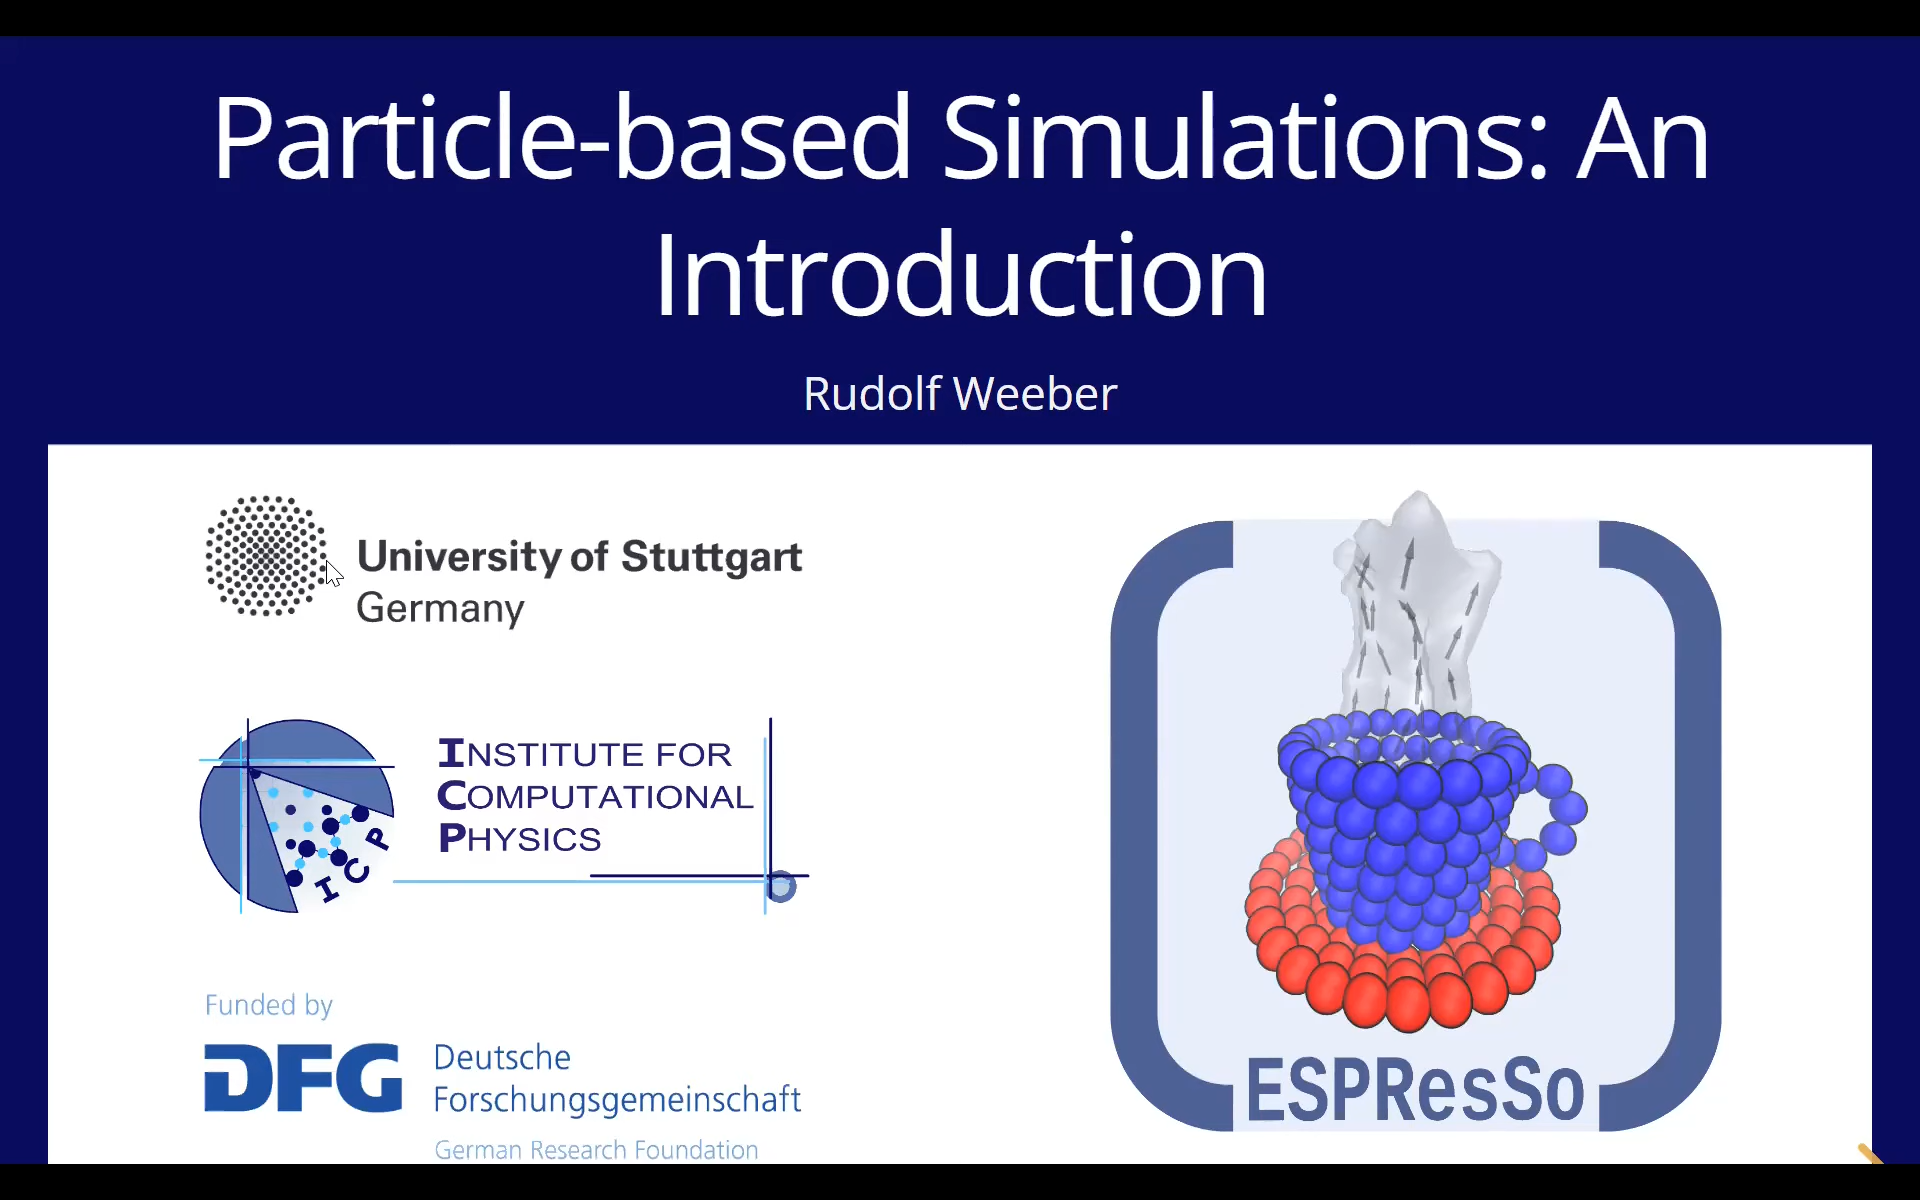 Particle-based Simulations: An
Introduction
Rudolf Weeber
University of Stuttgart
Germany
INSTITUTE FOR
COMPUTATIONAL
PHYSICS
ICP
Funded by
DFG
Deutsche
Forschungsgemeinschaft
German Research Foundation
ESPResSo